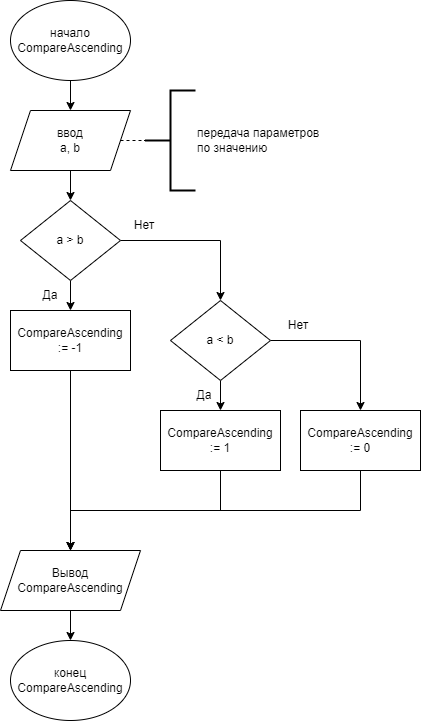 начало
CompareAscending
ввод
a, b
передача параметров
по значению
a > b
Нет
Да
CompareAscending
:= -1
a < b
Нет
Да
CompareAscending
:= 1
CompareAscending
:= 0
Вывод
CompareAscending
конец
CompareAscending